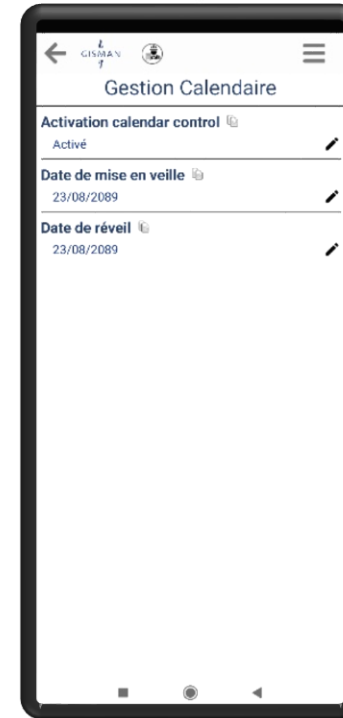 GISMAN
Gestion Calendaire
Activation calendar control
Activé
Date de mise en veille
23/08/2089
Date de réveil
23/08/2089